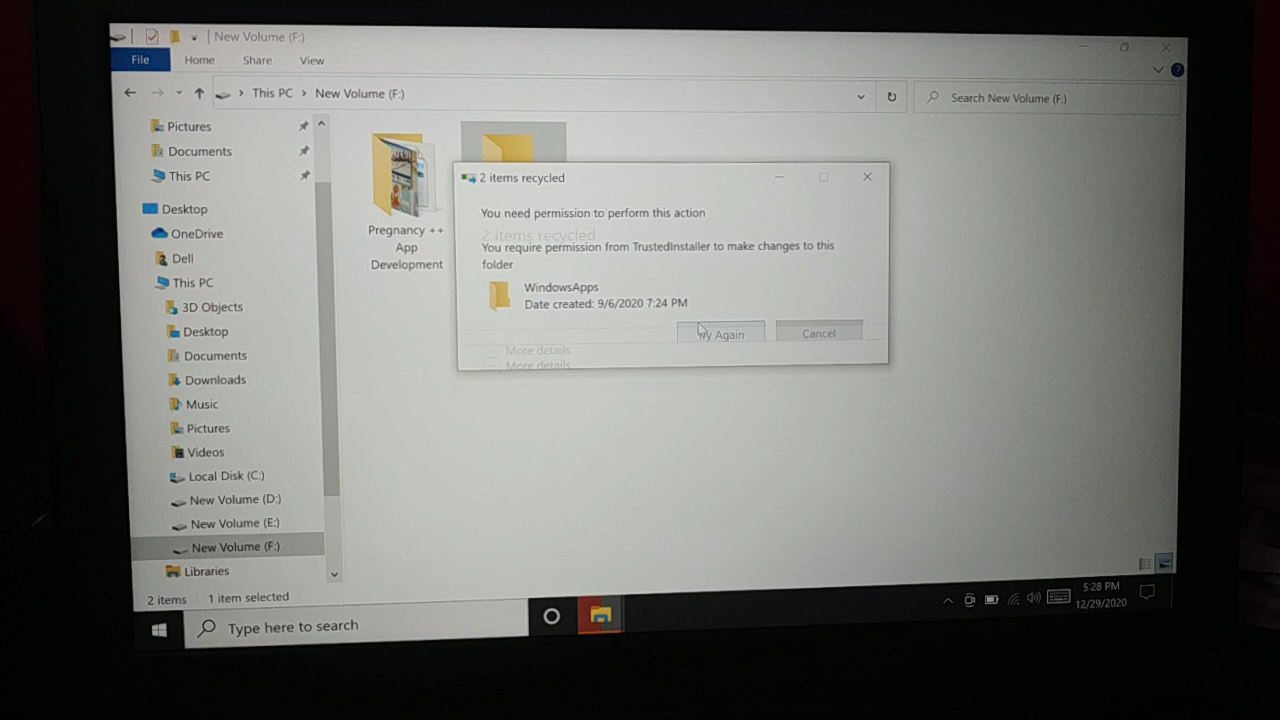 New Volume (F:)
File
Home
Share
View
This PC
New Volume (F:)
Search New Volume (F:)
Pictures
Documents
This PC
Desktop
OneDrive
Dell
This PC
3D Objects
Desktop
Documents
Downloads
Music
Pictures
Videos
Local Disk (C:)
New Volume (D:)
New Volume (E:)
New Volume (F:)
Libraries
Pregnancy ++
App
Development
2 items recycled
You need permission to perform this action
2 items recycled
You require permission from TrustedInstaller to make changes to this
folder
WindowsApps
Date created: 9/6/2020 7:24 PM
Try Again
Cancel
More details
More details
2 items
1 item selected
Type here to search
5:28 PM
12/29/2020